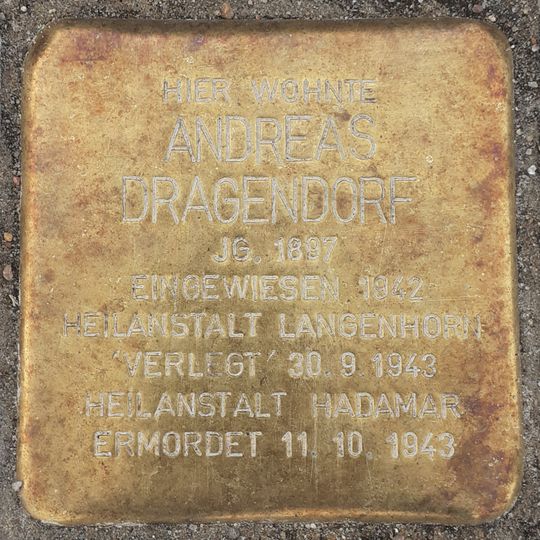 HIER WOHNTE
ANDREAS
DRAGENDORF
JG. 1897
EINGEWIESEN 1942
HEILANSTALT LANGENHORN
'VERLEGT' 30. 9. 1943
HEILANSTALT HADAMAR
ERMORDET 11. 10. 1943